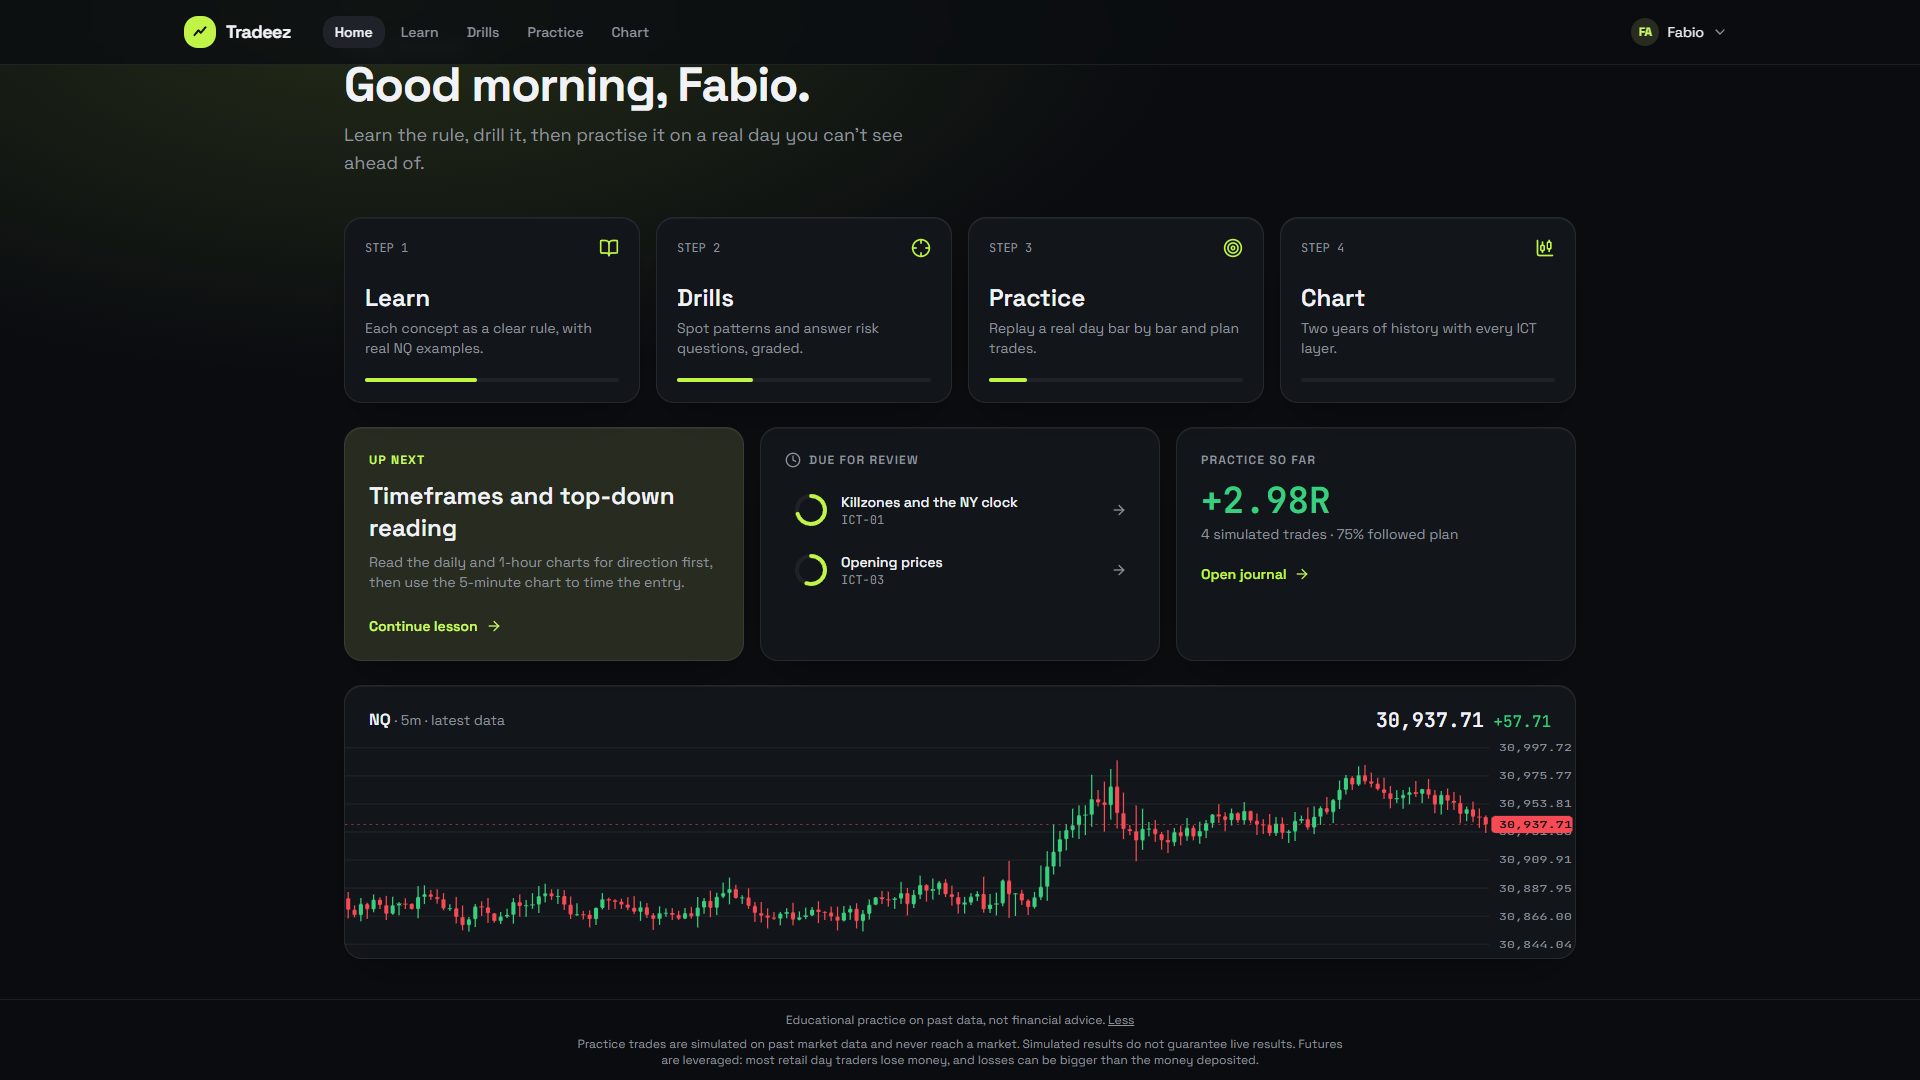 Tradeez
Home
Learn
Drills
Practice
Chart
FA
Fabio
Good morning, Fabio.
Learn the rule, drill it, then practise it on a real day you can't see
ahead of.
STEP 1
Learn
Each concept as a clear rule, with
real NQ examples.
STEP 2
Drills
Spot patterns and answer risk
questions, graded.
STEP 3
Practice
Replay a real day bar by bar and plan
trades.
STEP 4
Chart
Two years of history with every ICT
layer.
UP NEXT
Timeframes and top-down
reading
Read the daily and 1-hour charts for direction first,
then use the 5-minute chart to time the entry.
Continue lesson
DUE FOR REVIEW
Killzones and the NY clock
ICT-01
Opening prices
ICT-03
PRACTICE SO FAR
+2.98R
4 simulated trades · 75% followed plan
Open journal
NQ · 5m · latest data
30,937.71 +57.71
30,997.72
30,975.77
30,953.81
30,937.71
30,909.91
30,887.95
30,866.00
30,844.04
Educational practice on past data, not financial advice. Less
Practice trades are simulated on past market data and never reach a market. Simulated results do not guarantee live results. Futures
are leveraged: most retail day traders lose money, and losses can be bigger than the money deposited.